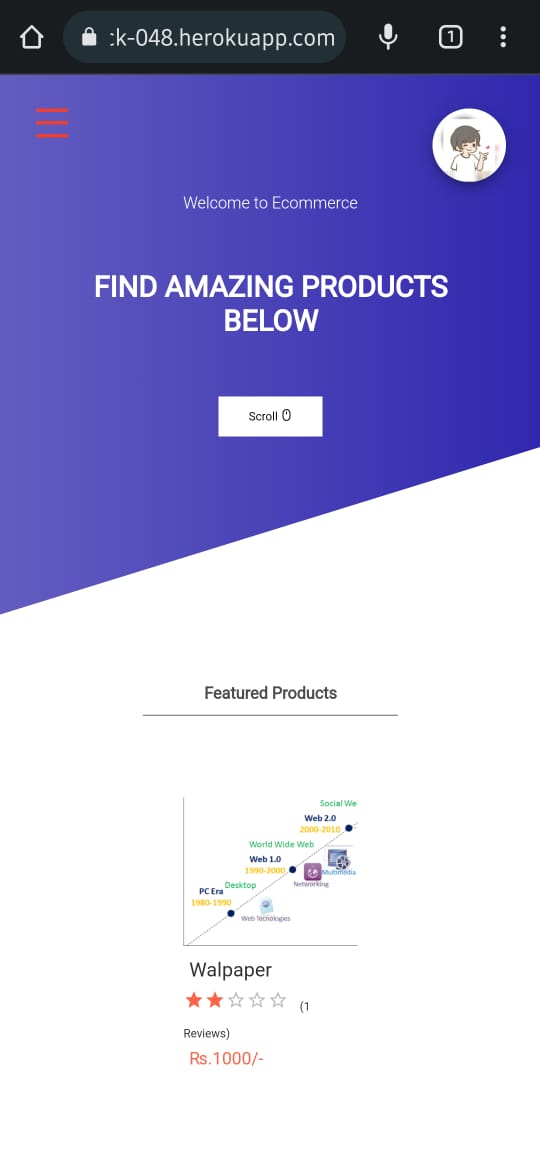 :k-048.herokuapp.com
1
Welcome to Ecommerce
FIND AMAZING PRODUCTS
BELOW
Scroll
Featured Products
Social We
Web 2.0
2000-2010
World Wide Web
Web 1.0
1990-2000
Multimedia
Networking
Desktop
PC Era
1980-1990
Web Tecnologies
Walpaper
(1
Reviews)
Rs.1000/-